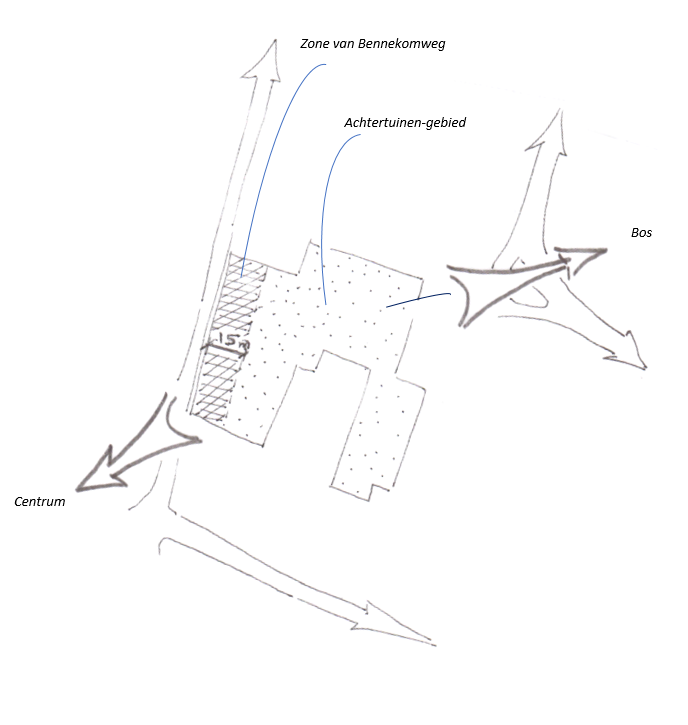 Zone van Bennekomweg
Achtertuinen-gebied
Bos
15m
Centrum